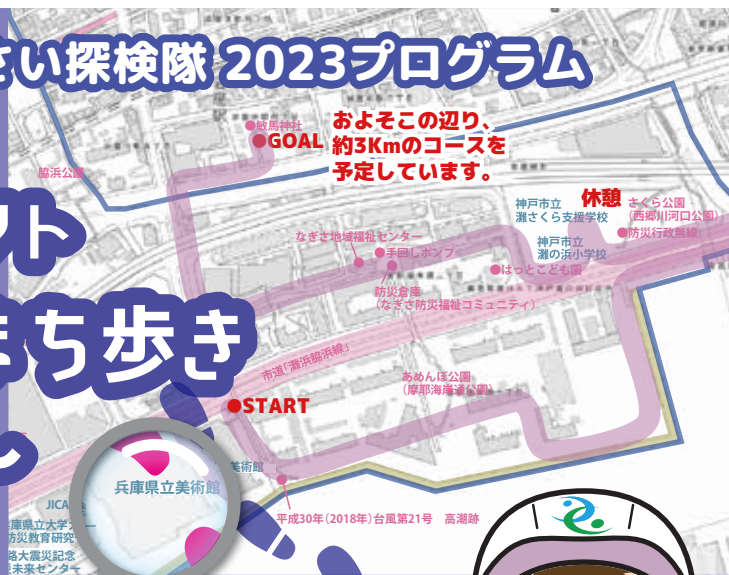 さい探検隊 2023プログラム
敏馬神社
GOAL
およそこの辺り、
約3Kmのコースを
予定しています。
脇浜公園
休憩
神戸市立
灘さくら支援学校
さくら公園
(西郷川河口公園)
防災行政無線
神戸市立
灘の浜小学校
なぎさ地域福祉センター
手回しポンプ
はっとこども園
防災倉庫
(なぎさ防災福祉コミュニティ)
フト
まち歩き
市道「灘浜脇浜線」
あめんぼ公園
(摩耶海岸通公園)
START
美術館
兵庫県立美術館
平成30年(2018年)台風第21号 高潮跡
JICA
庫県立大学
防災教育研究
路大震災記念
未来センター